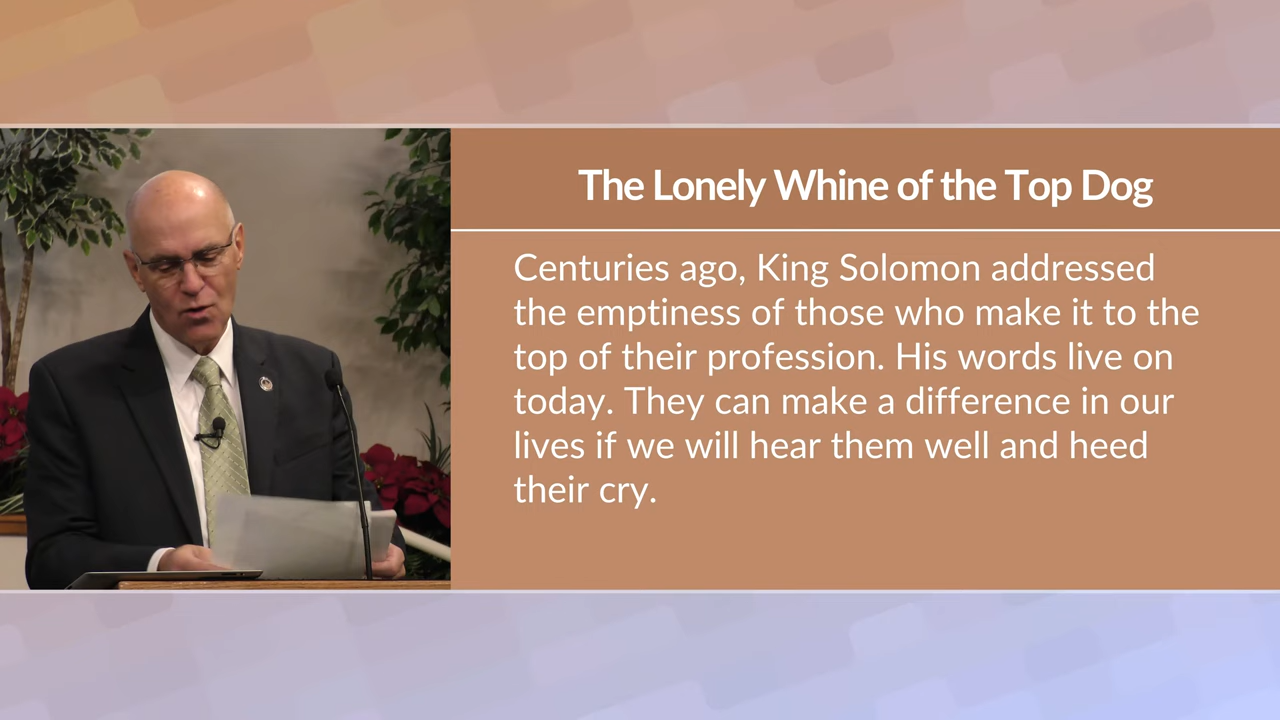 The Lonely Whine of the Top Dog
Centuries ago, King Solomon addressed
the emptiness of those who make it to the
top of their profession. His words live on
today. They can make a difference in our
lives if we will hear them well and heed
their cry.